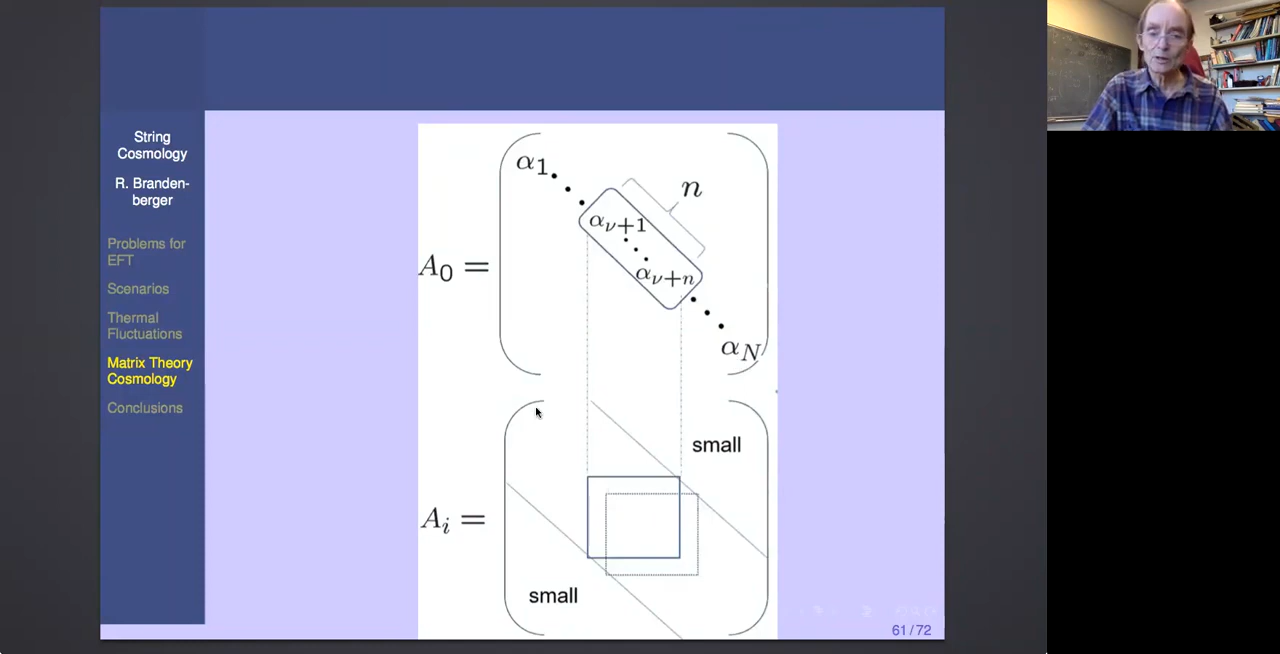 String
Cosmology
R. Branden-
berger
Problems for
EFT
Scenarios
Thermal
Fluctuations
Matrix Theory
Cosmology
Conclusions
α1
n
αν+1
A0 =
αν+n
αN
small
Ai =
small
61 / 72